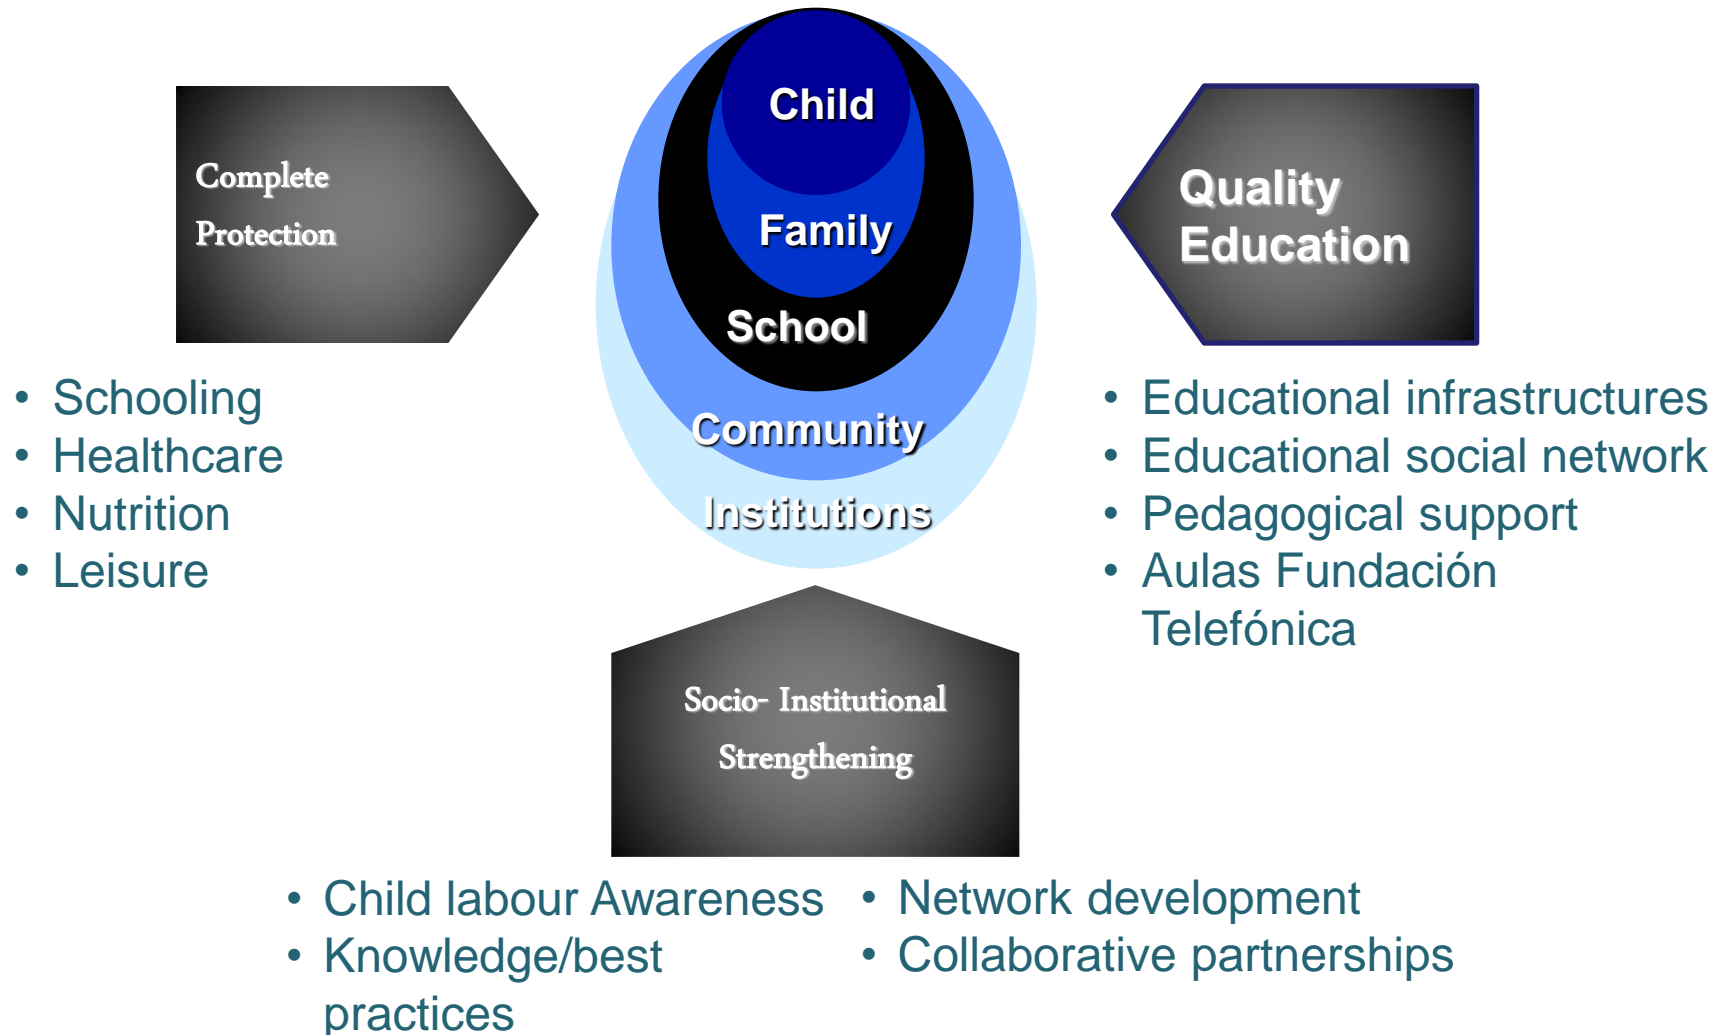 Child
Family
School
Community
Institutions
Complete
Protection
• Schooling
• Healthcare
• Nutrition
• Leisure
Quality
Education
• Educational infrastructures
• Educational social network
• Pedagogical support
• Aulas Fundación
Telefónica
Socio- Institutional
Strengthening
• Child labour Awareness
• Knowledge/best
practices
• Network development
• Collaborative partnerships